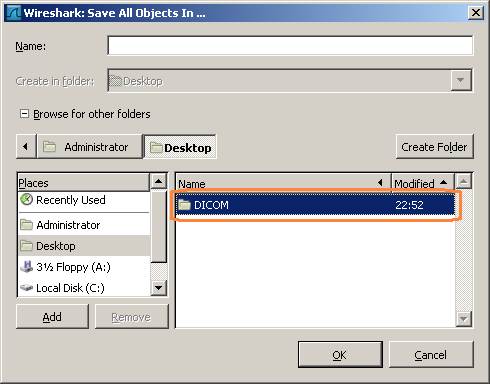 Wireshark: Save All Objects In ...
Name:
Create in folder: Desktop
Browse for other folders
Administrator Desktop Create Folder
Places
Recently Used
Administrator
Desktop
3½ Floppy (A:)
Local Disk (C:)
Name Modified
DICOM 22:52
Add Remove
OK Cancel